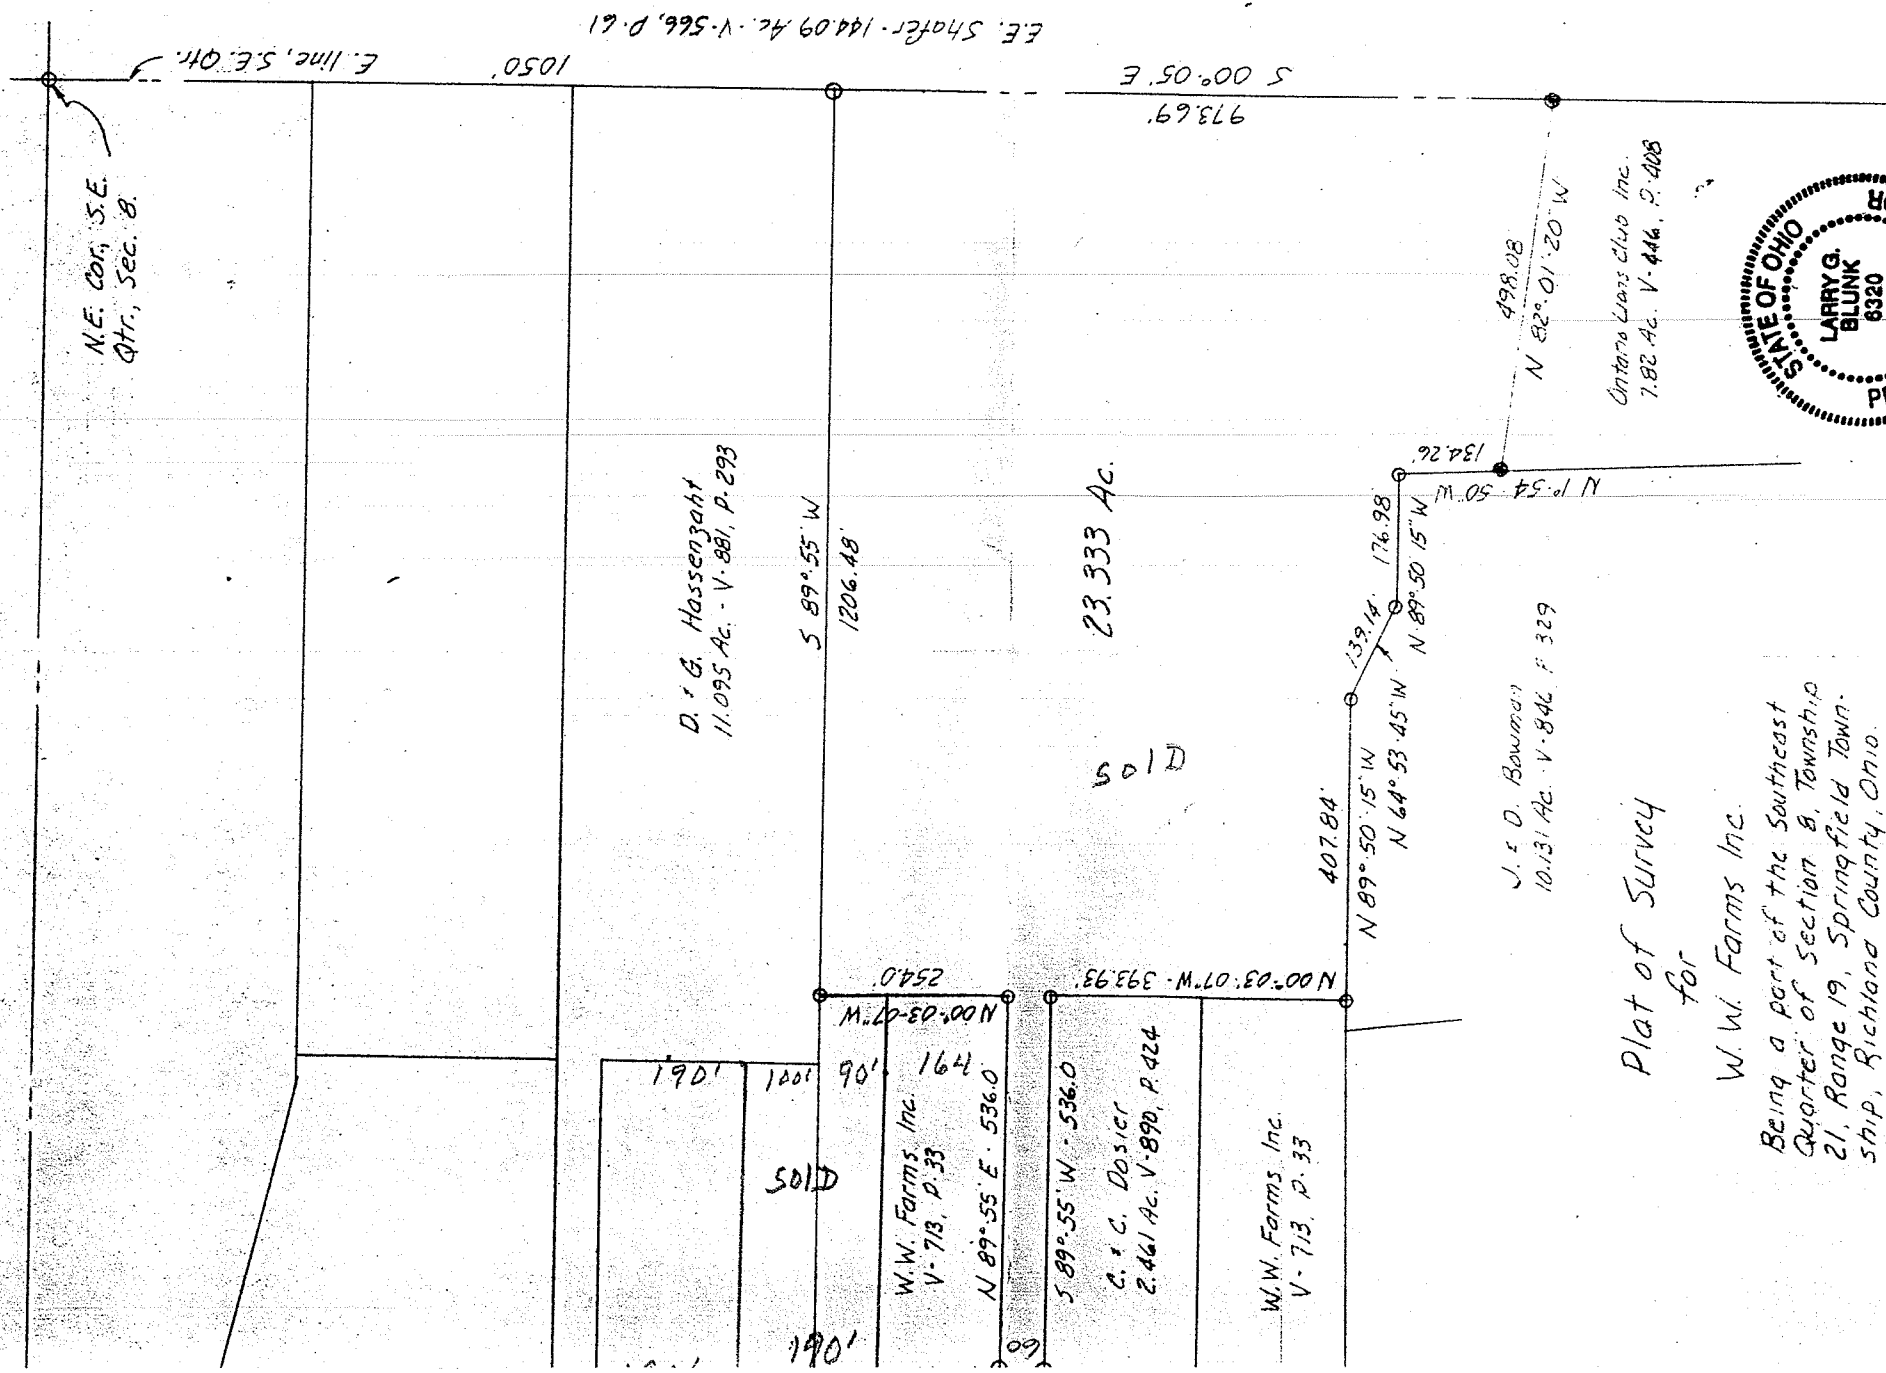 E.E. Shafer - 144.09 Ac. - V-566, P-61
E. line, S.E. Qtr.
1050'
S 00°-05' E
973.69'
N.E. Cor., S.E.
Qtr., Sec. 8.
D. & G. Hassenzahl
11.095 Ac. - V-881, P-293
S 89°-55' W
1206.48'
23.333 Ac.
498.08
N 82°-01'-20" W
Ontario Lions Club Inc.
7.82 Ac. V-446, P-408
STATE OF OHIO
LARRY G.
BLUNK
6320
134.26'
N 1°-54'-50" W
176.98
N 89°-50'-15" W
139.14'
N 64°-53'-45" W
407.84'
N 89°-50'-15" W
J. & D. Bowman
10.131 Ac. V-846, P 329
254.0'
N 00°-03'-07" W
N 00°-03'-07" W - 393.93'
W.W. Farms Inc.
V-713, P-33
N 89°-55' E - 536.0'
60
S 89°-55' W - 536.0
C. & C. Dosier
2.461 Ac. V-890, P. 424
W.W. Farms Inc.
V-713, P-33
190'
100'
90'
164
190'
Plat of Survey
for
W.W. Farms Inc.
Being a part of the Southeast
Quarter of Section 8, Township
21, Range 19, Springfield Town-
ship, Richland County, Ohio.